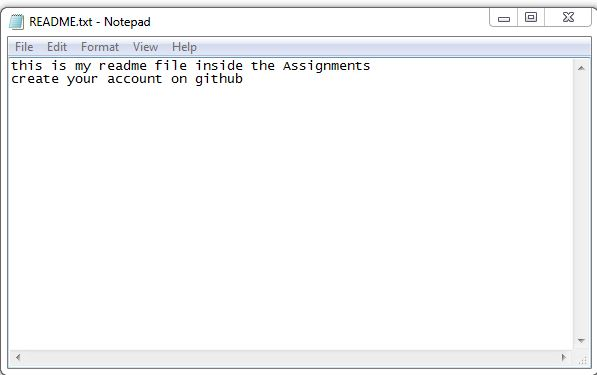 README.txt - Notepad
File Edit Format View Help
this is my readme file inside the Assignments
create your account on github